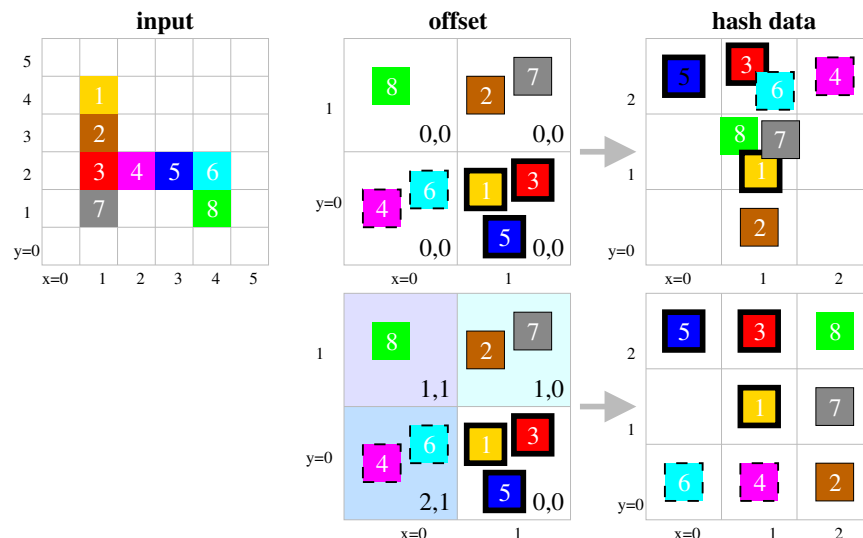 input offset hash data
5
4 1
3 2
2 3 4 5 6
1 7 8
y=0
x=0 1 2 3 4 5
1 8 2 7
0,0 0,0
y=0 4 6 1 3 5
0,0 0,0
x=0 1
2 5 3 6 4
1 8 7 1
y=0 2
x=0 1 2
1 8 2 7
1,1 1,0
y=0 4 6 1 3 5
2,1 0,0
x=0 1
2 5 3 8
1 1 7
y=0 6 4 2
x=0 1 2